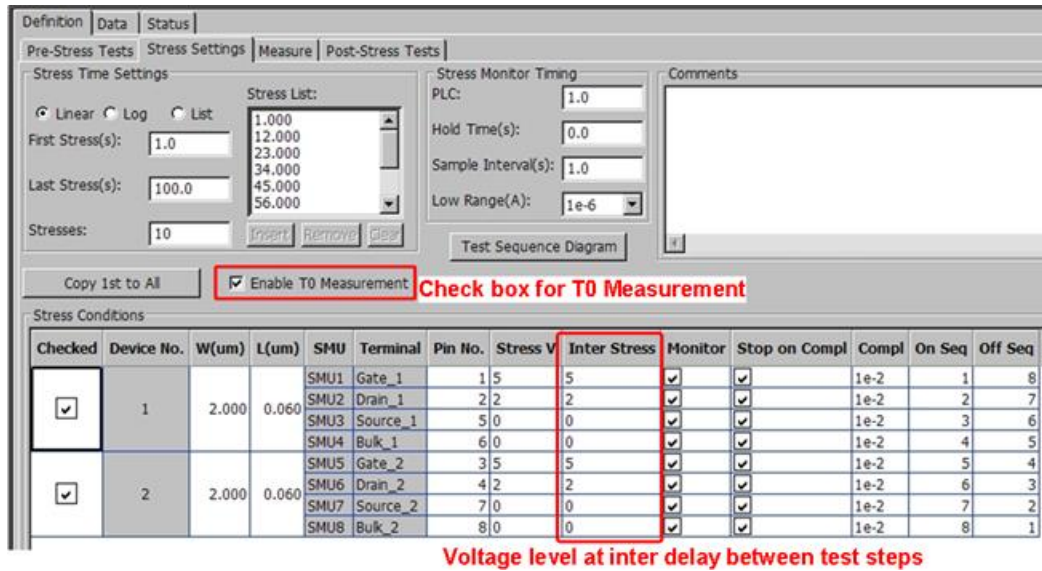 Definition Data Status
Pre-Stress Tests Stress Settings Measure Post-Stress Tests
Stress Time Settings
Linear Log List
First Stress(s): 1.0
Last Stress(s): 100.0
Stresses: 10
Stress List:
1.000
12.000
23.000
34.000
45.000
56.000
Insert Remove Clear
Stress Monitor Timing
PLC: 1.0
Hold Time(s): 0.0
Sample Interval(s): 1.0
Low Range(A): 1e-6
Test Sequence Diagram
Comments
Copy 1st to All
Enable T0 Measurement
Check box for T0 Measurement
Stress Conditions
Checked Device No. W(um) L(um) SMU Terminal Pin No. Stress V Inter Stress Monitor Stop on Compl Compl On Seq Off Seq
1 2.000 0.060
SMU1 Gate_1 1 5 5 1e-2 1 8
SMU2 Drain_1 2 2 2 1e-2 2 7
SMU3 Source_1 5 0 0 1e-2 3 6
SMU4 Bulk_1 6 0 0 1e-2 4 5
2 2.000 0.060
SMU5 Gate_2 3 5 5 1e-2 5 4
SMU6 Drain_2 4 2 2 1e-2 6 3
SMU7 Source_2 7 0 0 1e-2 7 2
SMU8 Bulk_2 8 0 0 1e-2 8 1
Voltage level at inter delay between test steps